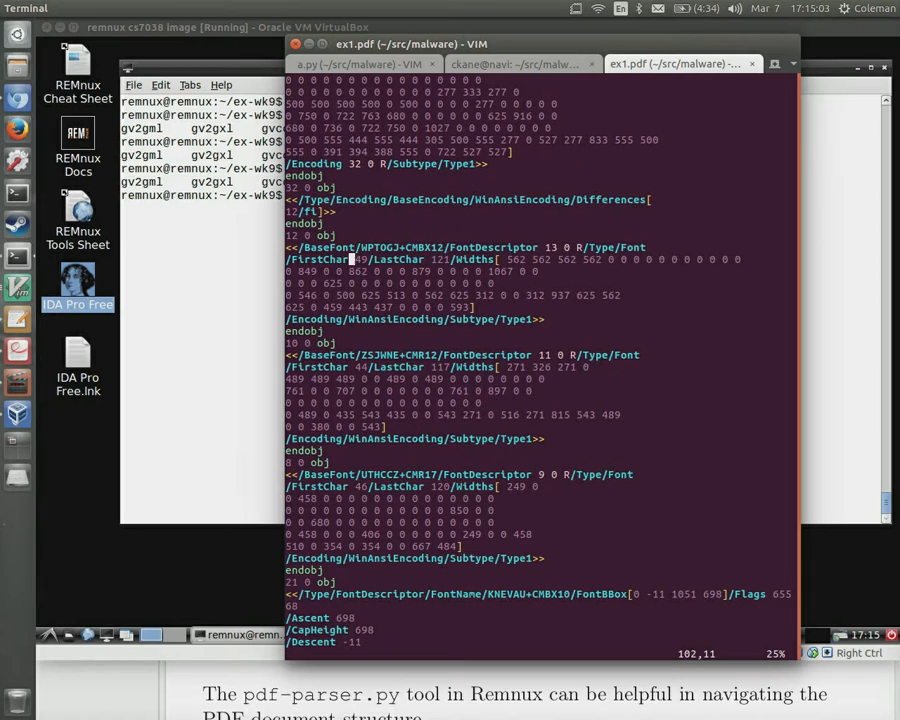 Terminal
En
(4:34)
Mar 7
17:15:03
Coleman
remnux cs7038 image [Running] - Oracle VM VirtualBox
ex1.pdf (~/src/malware) - VIM
a.py (~/src/malware) - VIM
ckane@navi: ~/src/malw...
ex1.pdf (~/src/malware) -...
REMnux
Cheat Sheet
REM
REMnux
Docs
REMnux
Tools Sheet
IDA Pro Free
IDA Pro
Free.lnk
File Edit Tabs Help
remnux@remnux:~/ex-wk9$
remnux@remnux:~/ex-wk9$
gv2gml gv2gxl gvc
remnux@remnux:~/ex-wk9$
gv2gml gv2gxl gvc
remnux@remnux:~/ex-wk9$
gv2gml gv2gxl gvc
remnux@remnux:~/ex-wk9$
0 0 0 0 0 0 0 0 0 0 0 0 0 0 0 0
0 0 0 0 0 0 0 0 0 0 0 0 0 277 333 277 0
500 500 500 500 0 500 0 0 0 0 277 0 0 0 0 0
0 750 0 722 763 680 0 0 0 0 0 0 625 916 0 0
680 0 736 0 722 750 0 1027 0 0 0 0 0 0 0 0
0 500 555 444 555 444 305 500 555 277 0 527 277 833 555 500
555 0 391 394 388 555 0 722 527 527]
/Encoding 32 0 R/Subtype/Type1>>
endobj
32 0 obj
<</Type/Encoding/BaseEncoding/WinAnsiEncoding/Differences[
12/fi]>>
endobj
12 0 obj
<</BaseFont/WPTOGJ+CMBX12/FontDescriptor 13 0 R/Type/Font
/FirstChar 49/LastChar 121/Widths[ 562 562 562 562 0 0 0 0 0 0 0 0 0 0 0 0
0 849 0 0 862 0 0 0 879 0 0 0 0 1067 0 0
0 0 0 625 0 0 0 0 0 0 0 0 0 0 0 0
0 546 0 500 625 513 0 562 625 312 0 0 312 937 625 562
625 0 459 443 437 0 0 0 0 593]
/Encoding/WinAnsiEncoding/Subtype/Type1>>
endobj
10 0 obj
<</BaseFont/ZSJWNE+CMR12/FontDescriptor 11 0 R/Type/Font
/FirstChar 44/LastChar 117/Widths[ 271 326 271 0
489 489 489 0 0 489 0 489 0 0 0 0 0 0 0 0
761 0 0 707 0 0 0 0 0 0 0 0 761 0 897 0 0
0 0 0 0 0 0 0 0 0 0 0 0 0 0 0 0
0 489 0 435 543 435 0 0 543 271 0 516 271 815 543 489
0 0 380 0 0 543]
/Encoding/WinAnsiEncoding/Subtype/Type1>>
endobj
8 0 obj
<</BaseFont/UTHCCZ+CMR17/FontDescriptor 9 0 R/Type/Font
/FirstChar 46/LastChar 120/Widths[ 249 0
0 458 0 0 0 0 0 0 0 0 0 0 0 0 0 0
0 0 0 0 0 0 0 0 0 0 0 0 850 0 0 0
0 0 0 680 0 0 0 0 0 0 0 0 0 0 0 0
0 458 0 0 0 406 0 0 0 0 0 249 0 0 458
510 0 354 0 354 0 0 667 484]
/Encoding/WinAnsiEncoding/Subtype/Type1>>
endobj
21 0 obj
<</Type/FontDescriptor/FontName/KNEVAU+CMBX10/FontBBox[0 -11 1051 698]/Flags 655
68
/Ascent 698
/CapHeight 698
/Descent -11
102,11 25%
remnux@remn...
17:15
Right Ctrl
The pdf-parser.py tool in Remnux can be helpful in navigating the
PDF document structure